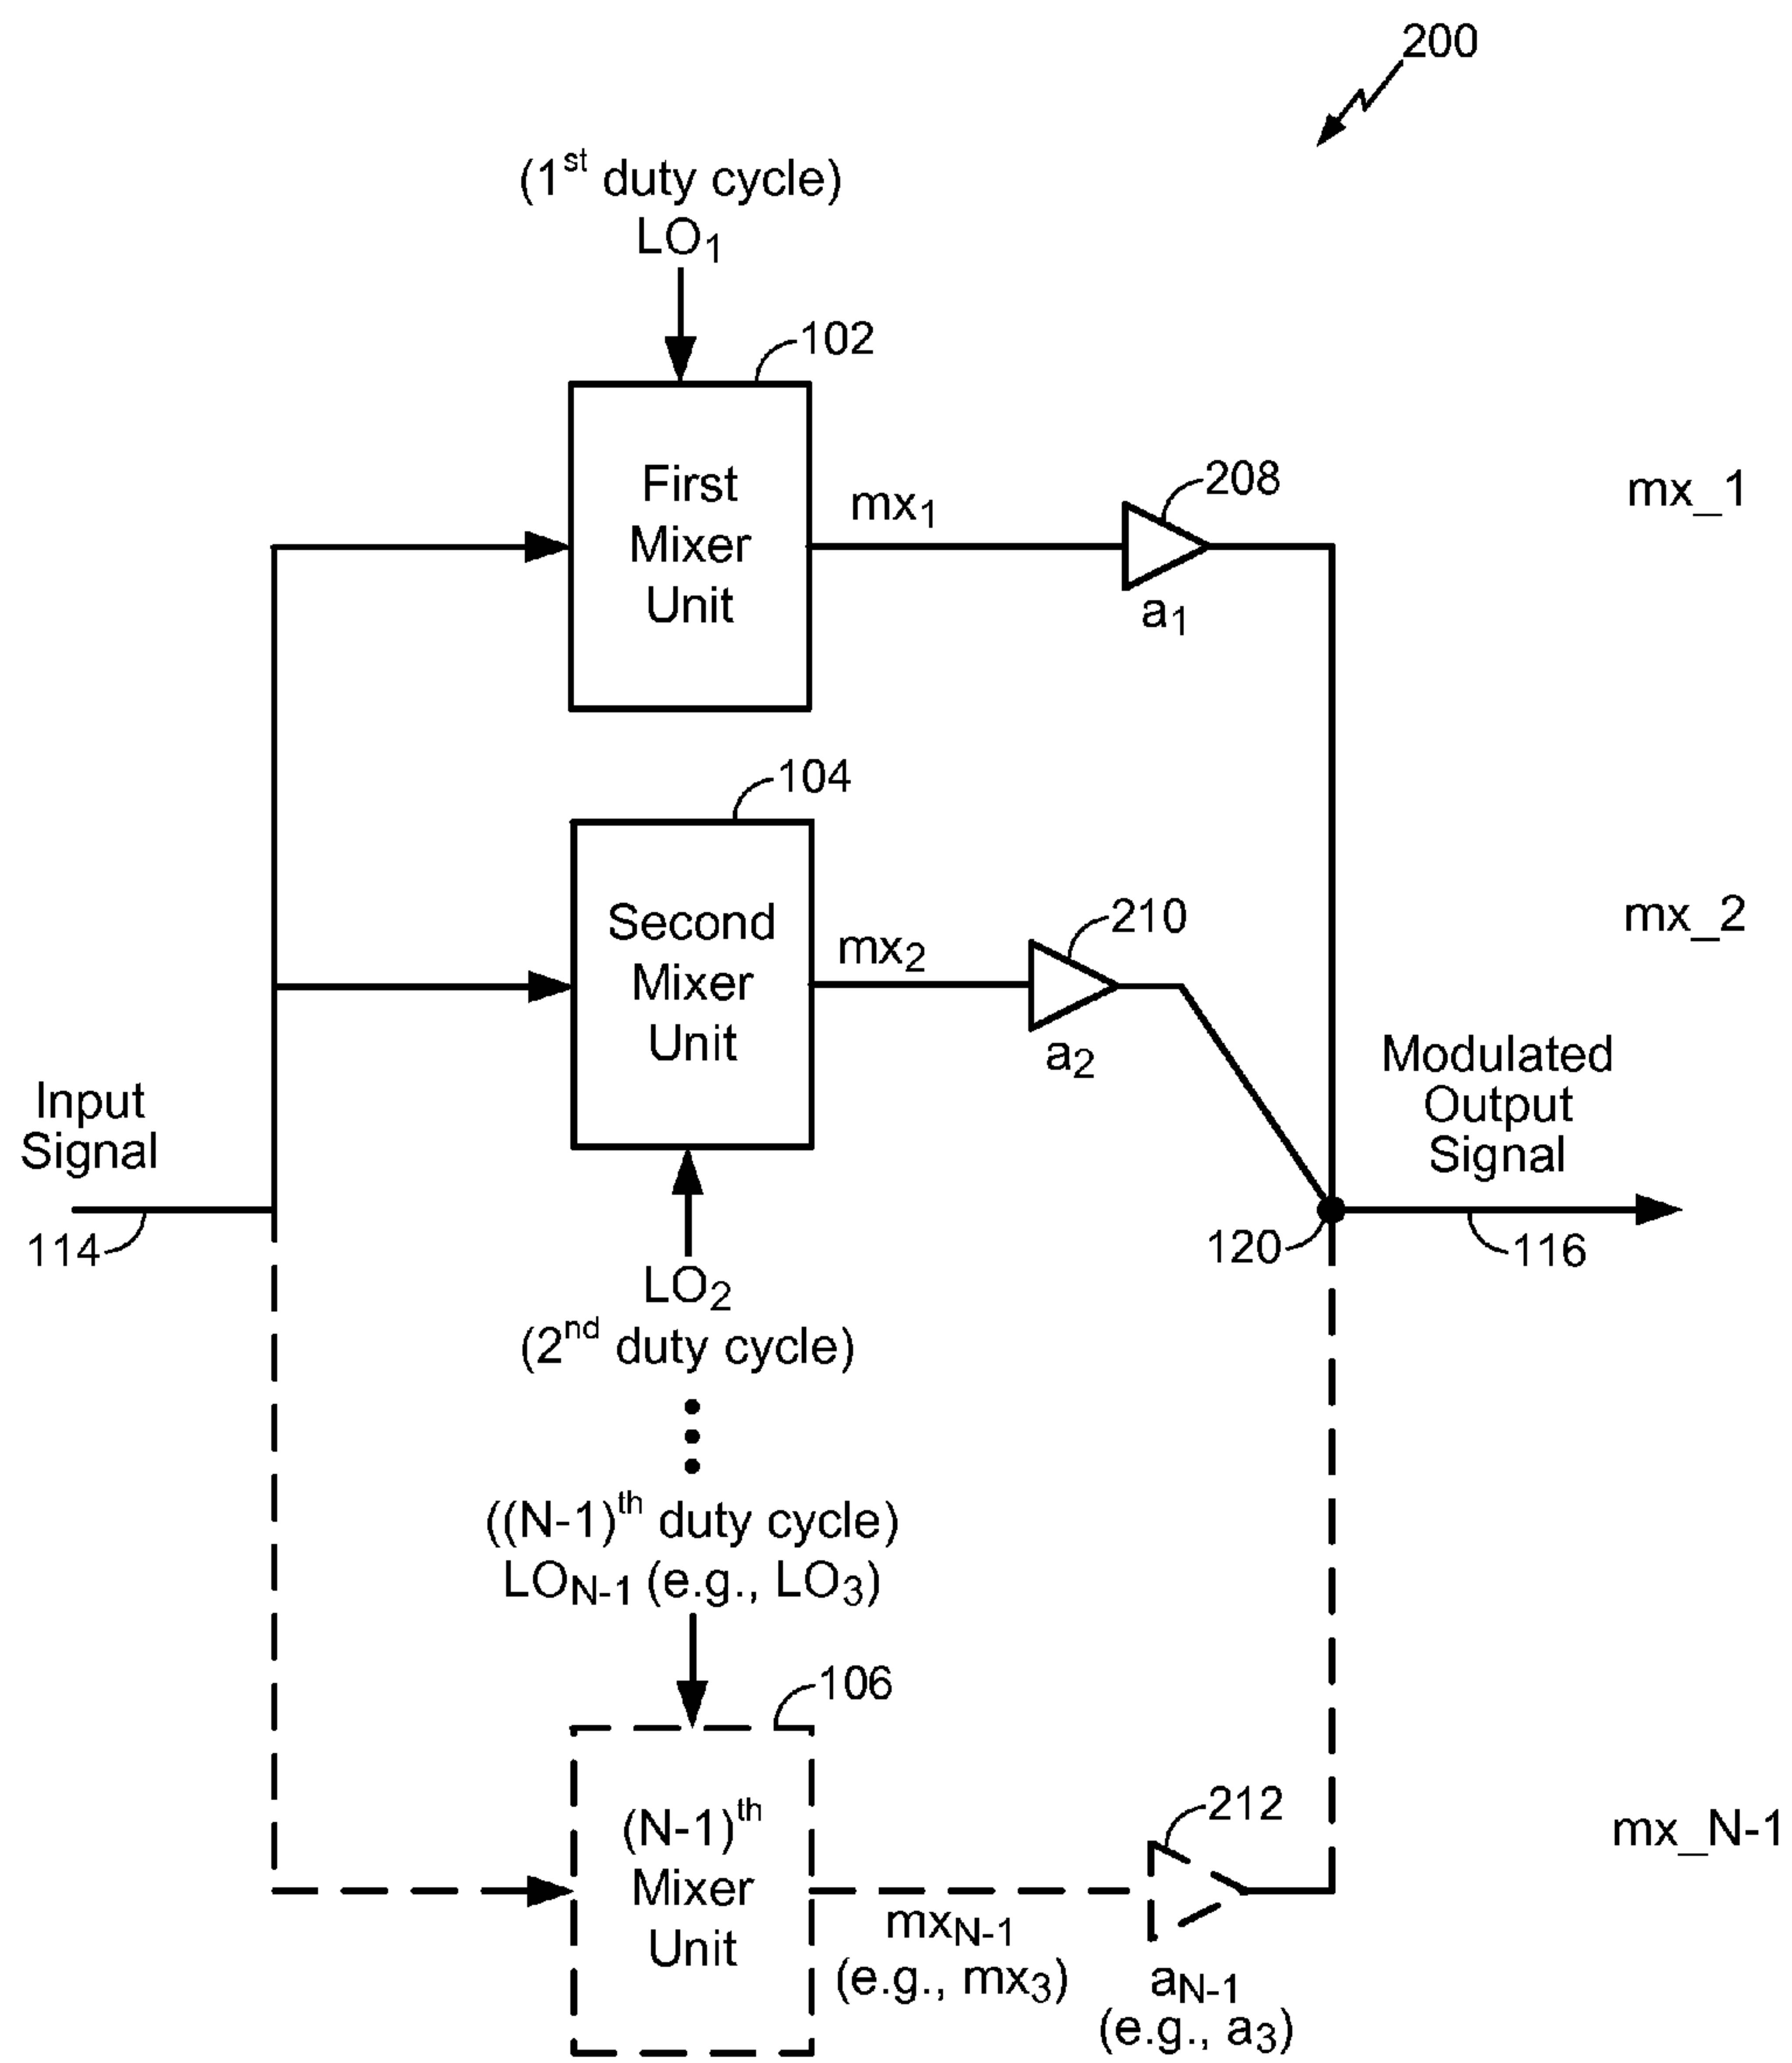 200
(1st duty cycle)
LO1
102
First
Mixer
Unit
mx1
208
a1
mx_1
104
Second
Mixer
Unit
mx2
210
a2
mx_2
Input
Signal
114
Modulated
Output
Signal
120
116
LO2
(2nd duty cycle)
((N-1)th duty cycle)
LON-1 (e.g., LO3)
106
(N-1)th
Mixer
Unit
mxN-1
(e.g., mx3)
212
aN-1
(e.g., a3)
mx_N-1